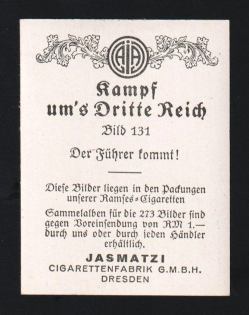 AJA
Kampf
um's Dritte Reich
Bild 131
Der Führer kommt!
Diese Bilder liegen in den Packungen
unserer Ramses=Cigaretten
Sammelalben für die 273 Bilder sind
gegen Voreinsendung von RM 1.—
durch uns oder durch jeden Händler
erhältlich.
JASMATZI
CIGARETTENFABRIK G.M.B.H.
DRESDEN